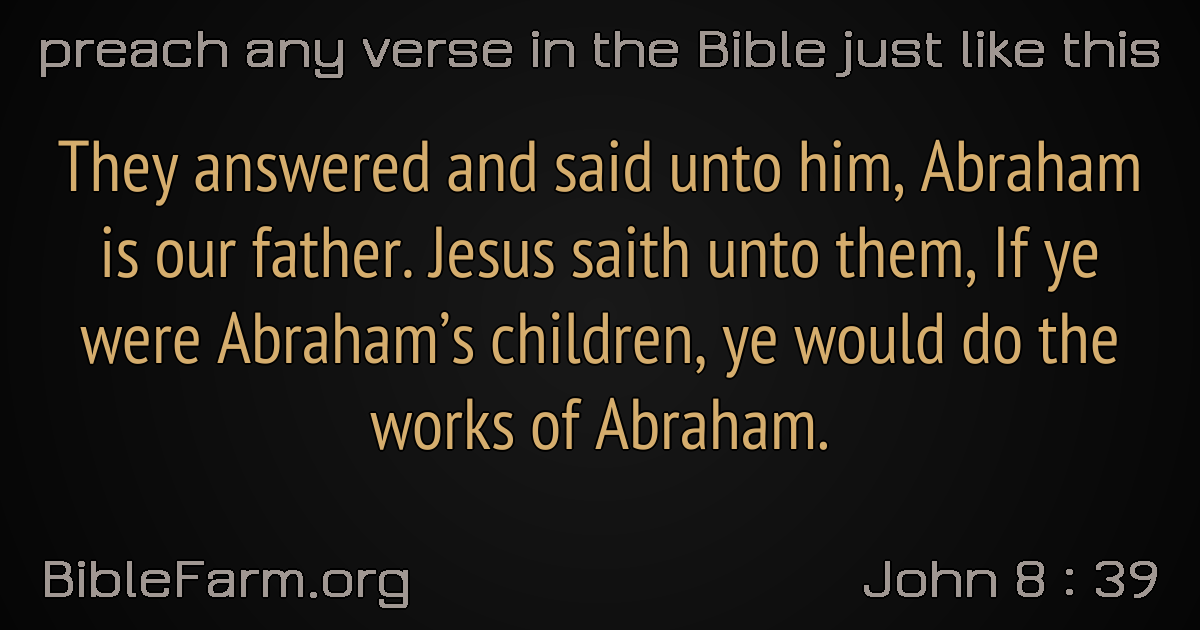 preach any verse in the Bible just like this
They answered and said unto him, Abraham
is our father. Jesus saith unto them, If ye
were Abraham’s children, ye would do the
works of Abraham.
BibleFarm.org
John 8 : 39